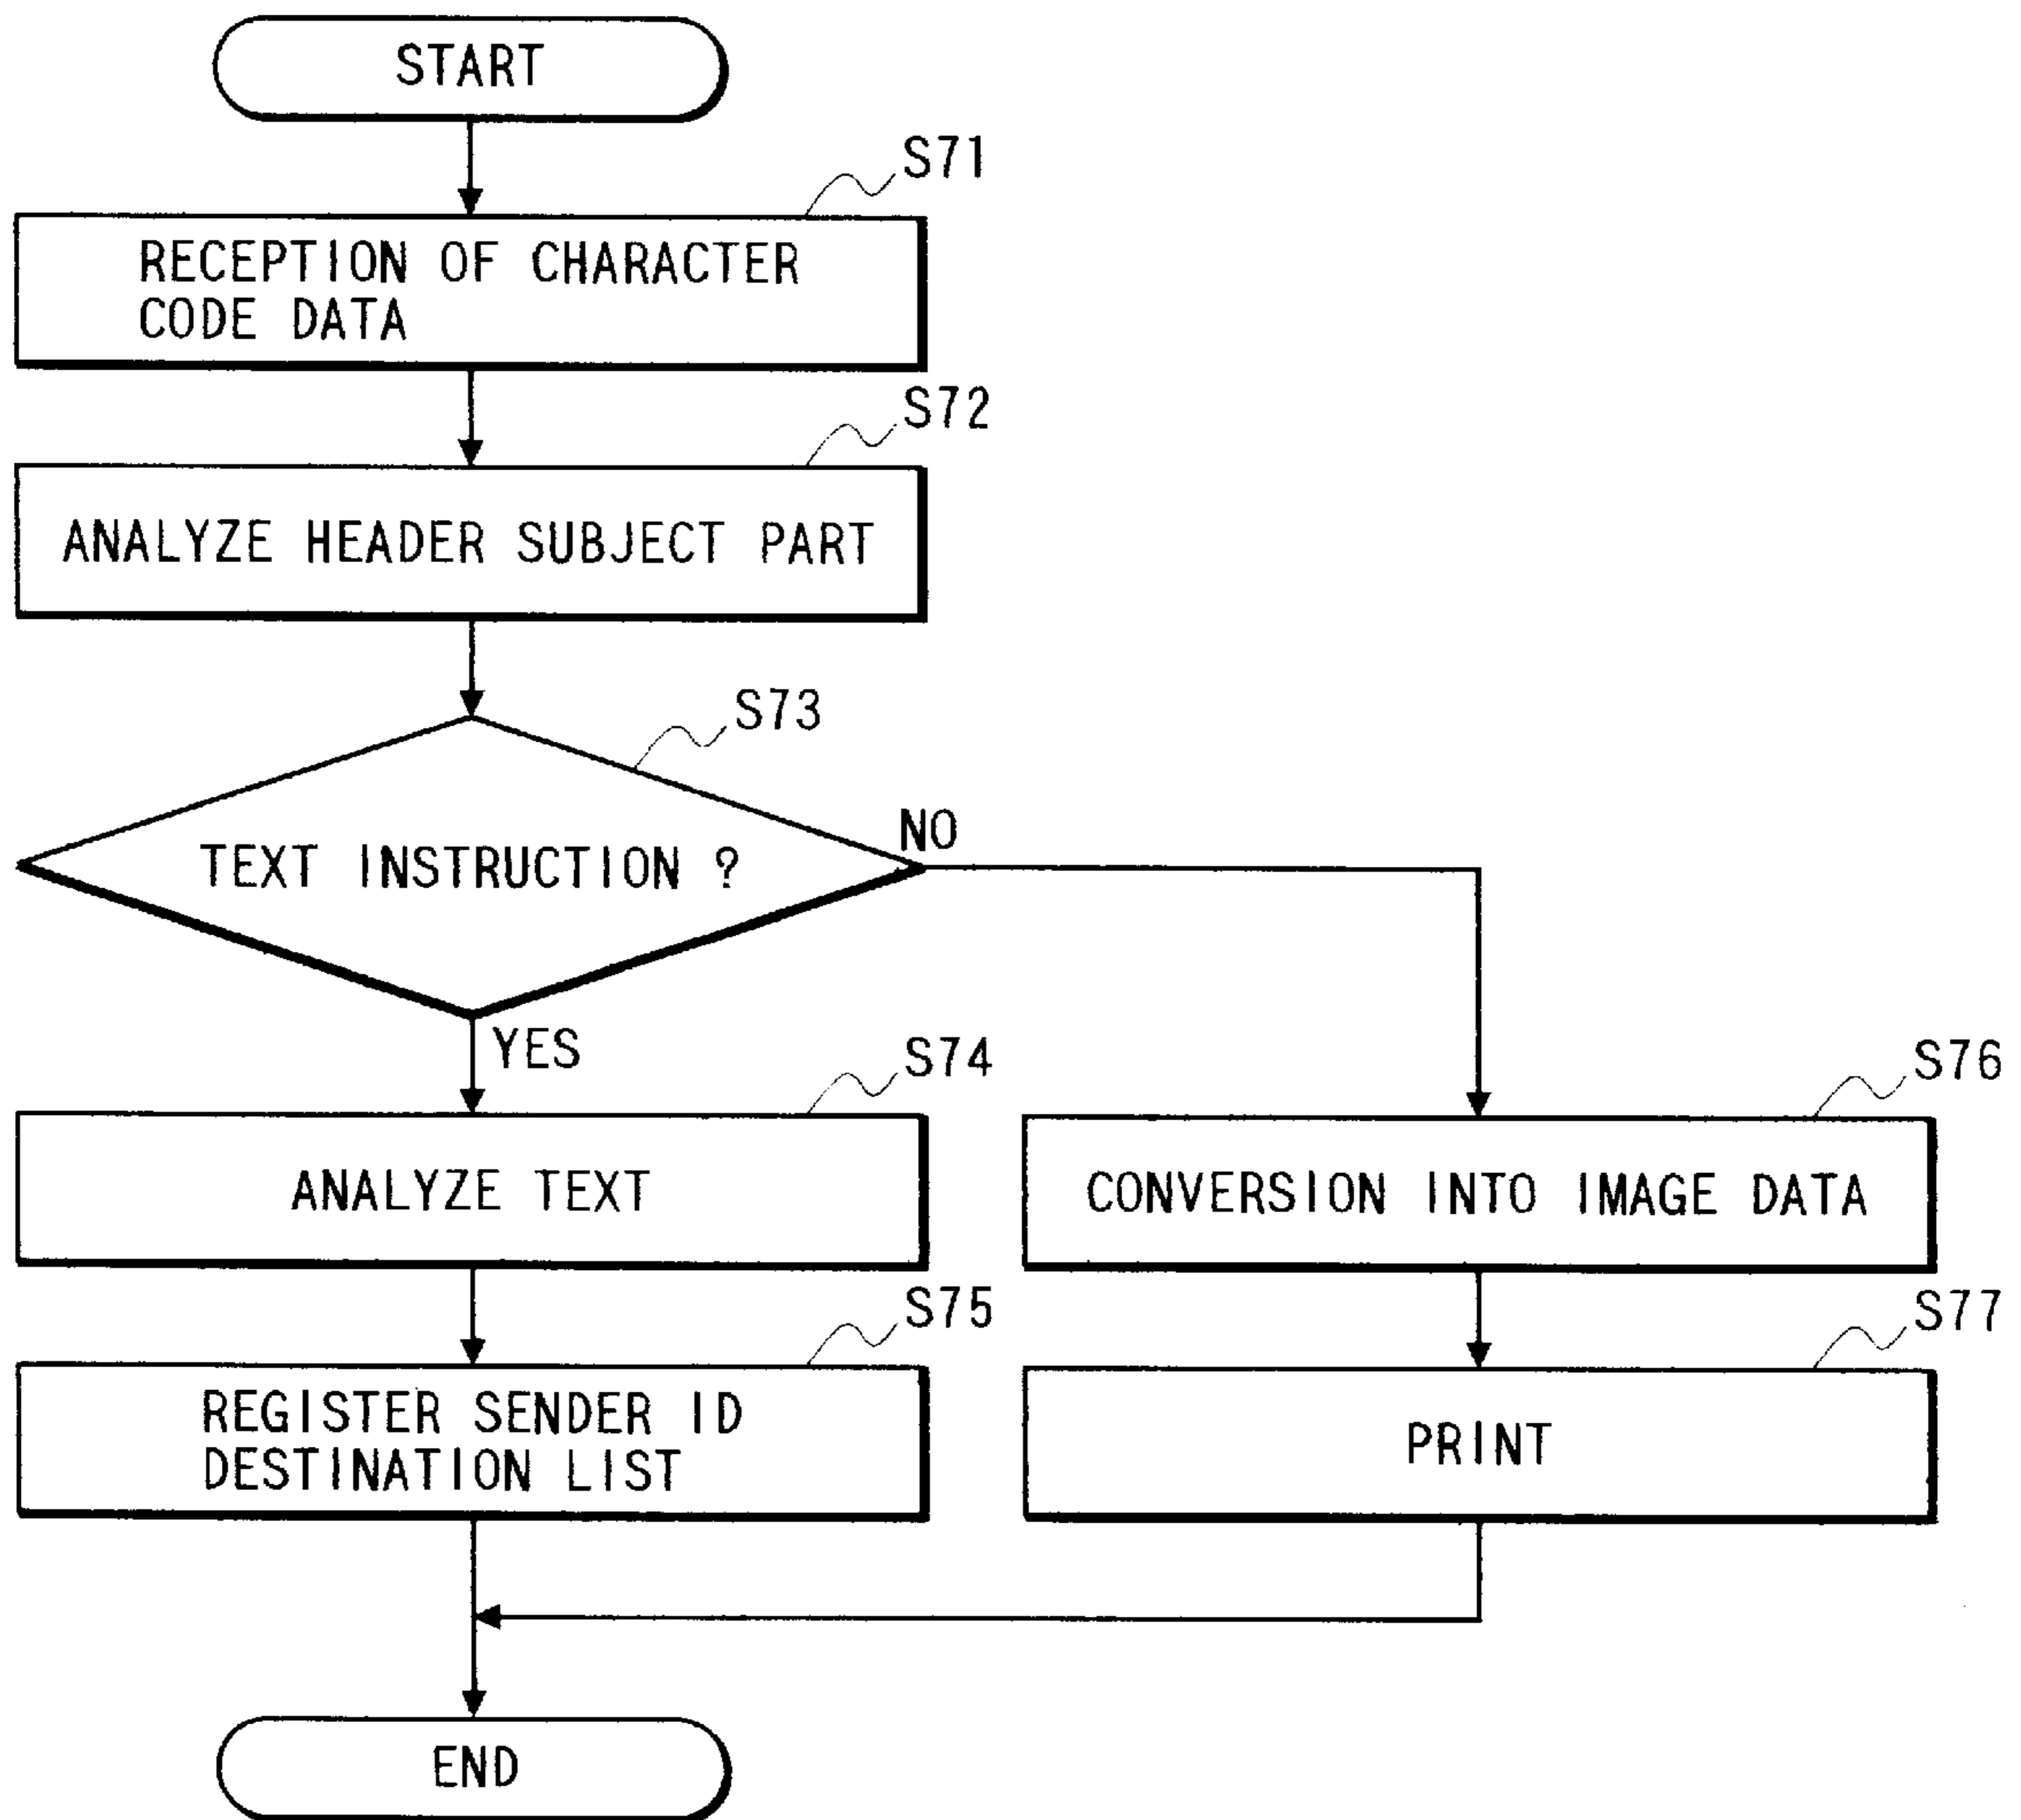 START
S71
RECEPTION OF CHARACTER
CODE DATA
S72
ANALYZE HEADER SUBJECT PART
S73
TEXT INSTRUCTION ?
NO
YES
S74
ANALYZE TEXT
S76
CONVERSION INTO IMAGE DATA
S75
REGISTER SENDER ID
DESTINATION LIST
S77
PRINT
END